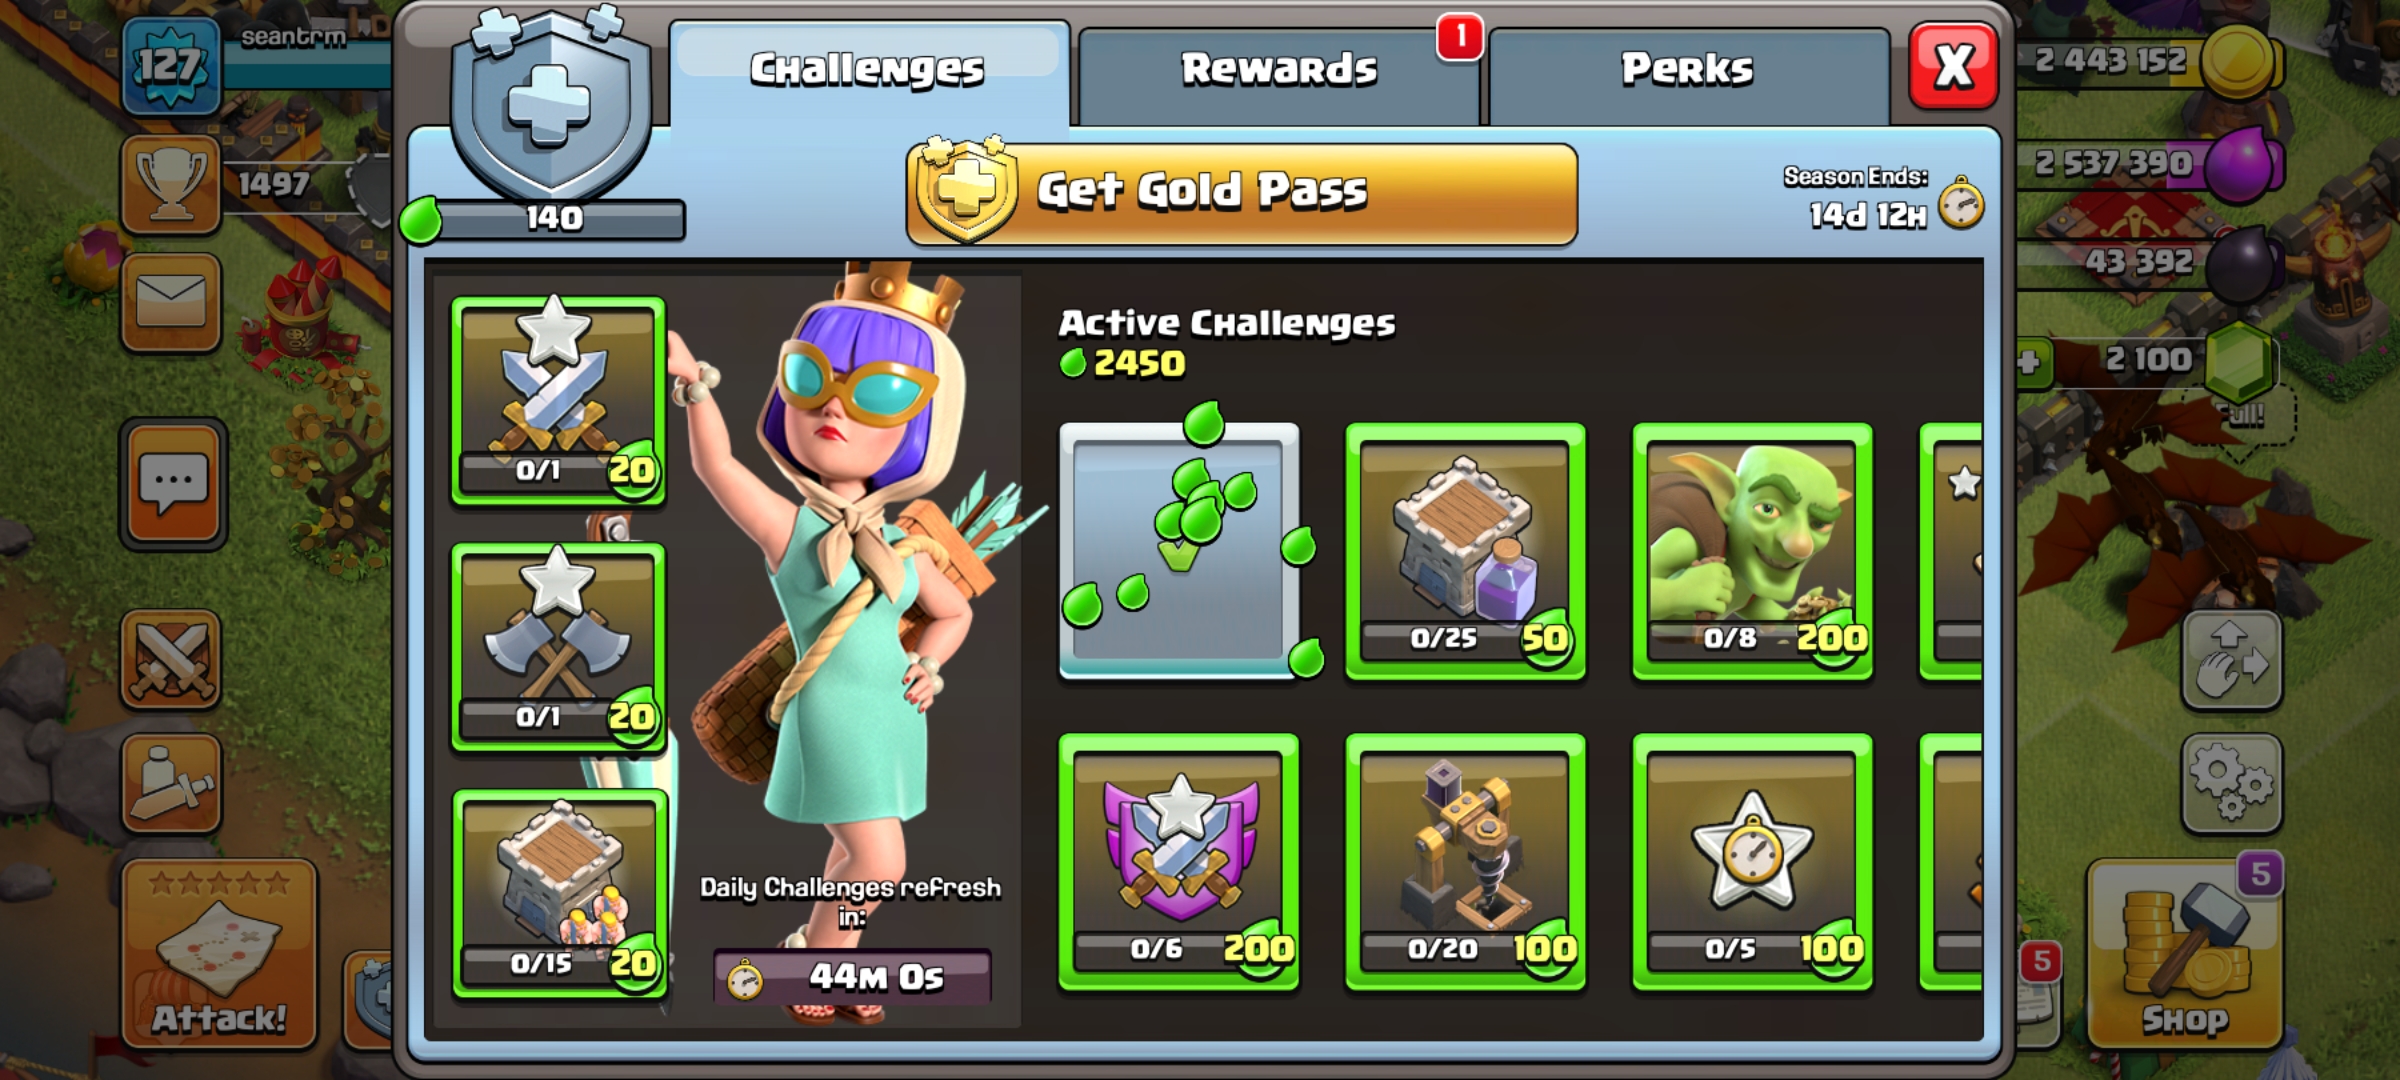 127
seantrm
Challenges
Rewards
1
Perks
X
2 443 152
1497
140
Get Gold Pass
Season Ends:
14d 12H
2 537 390
43 392
2 100
Full!
Active Challenges
2450
0/1
20
0/25
50
0/8
200
0/1
20
0/15
20
0/6
200
0/20
100
0/5
100
Daily Challenges refresh
in:
44M 0s
Attack!
5
5
Shop